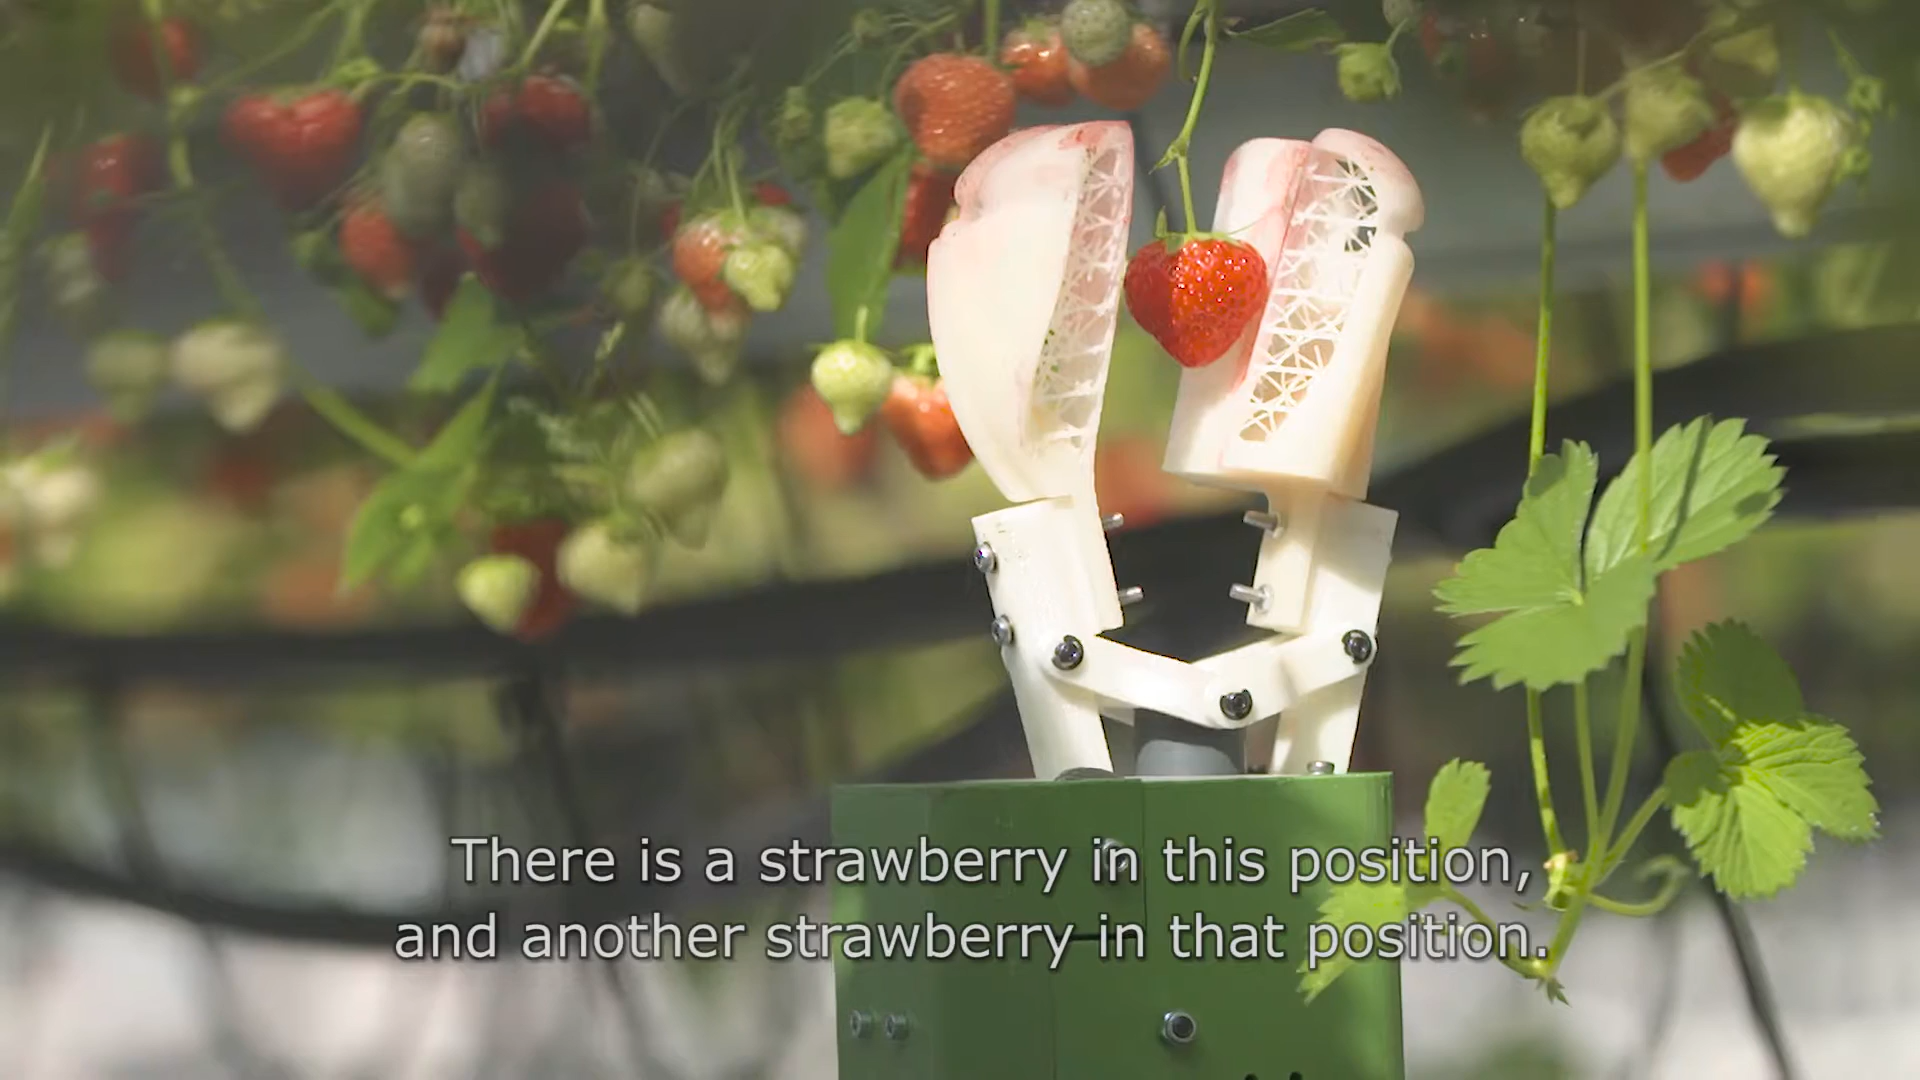 There is a strawberry in this position,
and another strawberry in that position.